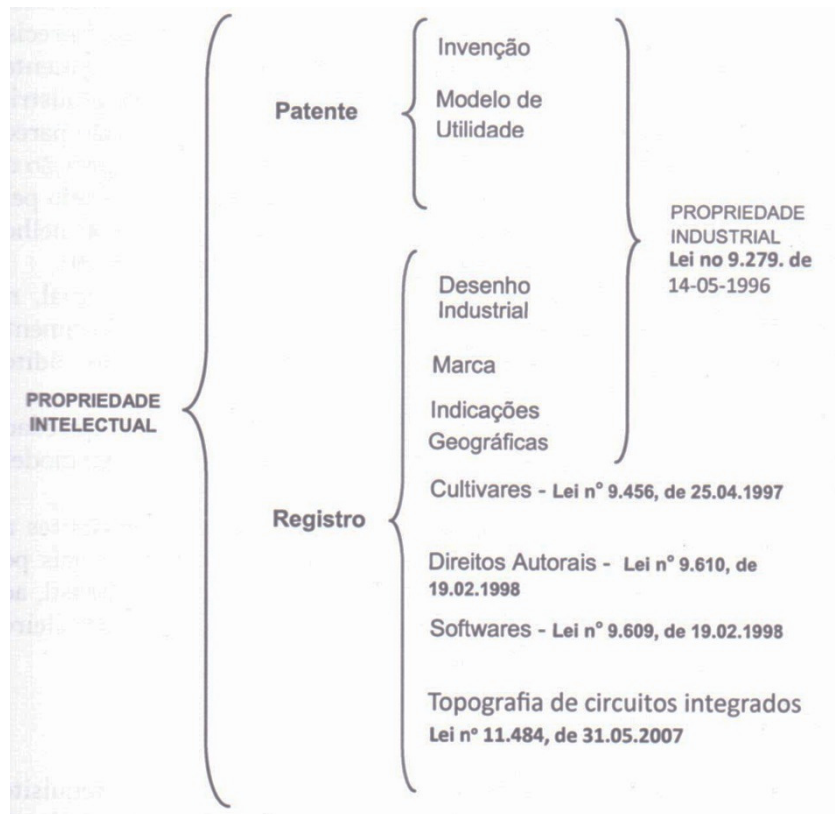 Invenção
Patente
Modelo de
Utilidade
PROPRIEDADE
INDUSTRIAL
Lei no 9.279. de
14-05-1996
Desenho
Industrial
Marca
PROPRIEDADE
INTELECTUAL
Indicações
Geográficas
Cultivares - Lei n° 9.456, de 25.04.1997
Registro
Direitos Autorais - Lei n° 9.610, de
19.02.1998
Softwares - Lei n° 9.609, de 19.02.1998
Topografia de circuitos integrados
Lei nº 11.484, de 31.05.2007